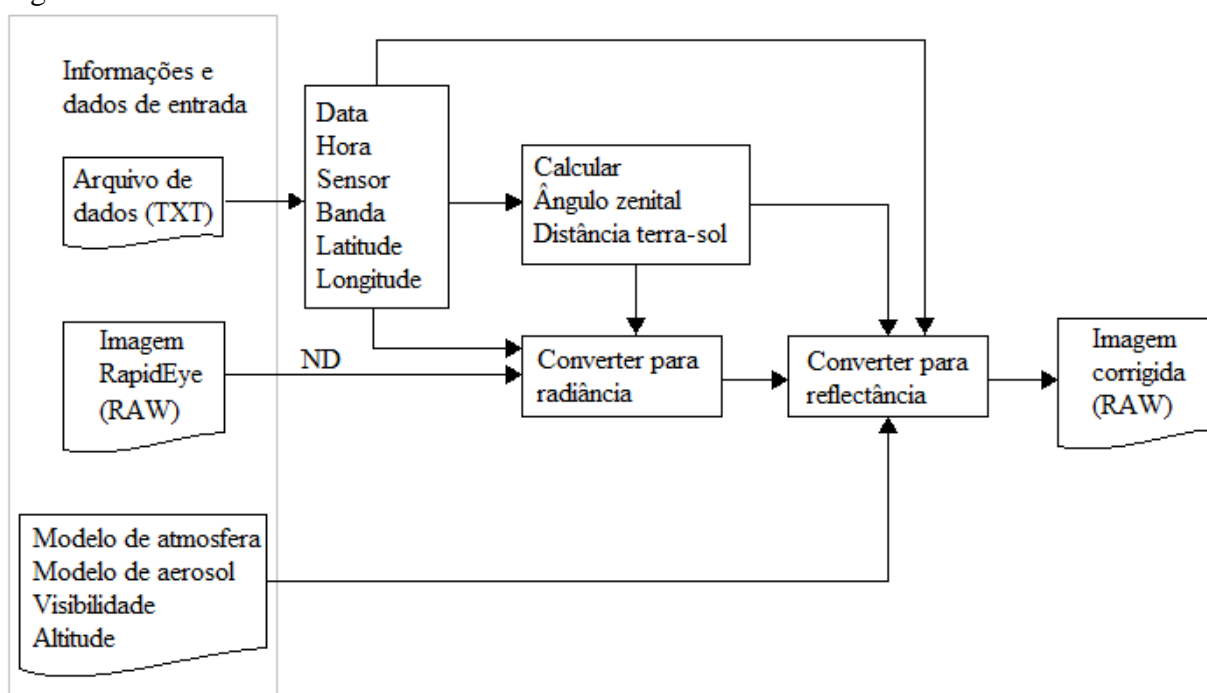 Informações e
dados de entrada
Arquivo de
dados (TXT)
Data
Hora
Sensor
Banda
Latitude
Longitude
Calcular
Ângulo zenital
Distância terra-sol
Imagem
RapidEye
(RAW)
ND
Converter para
radiância
Converter para
reflectância
Imagem
corrigida
(RAW)
Modelo de atmosfera
Modelo de aerosol
Visibilidade
Altitude